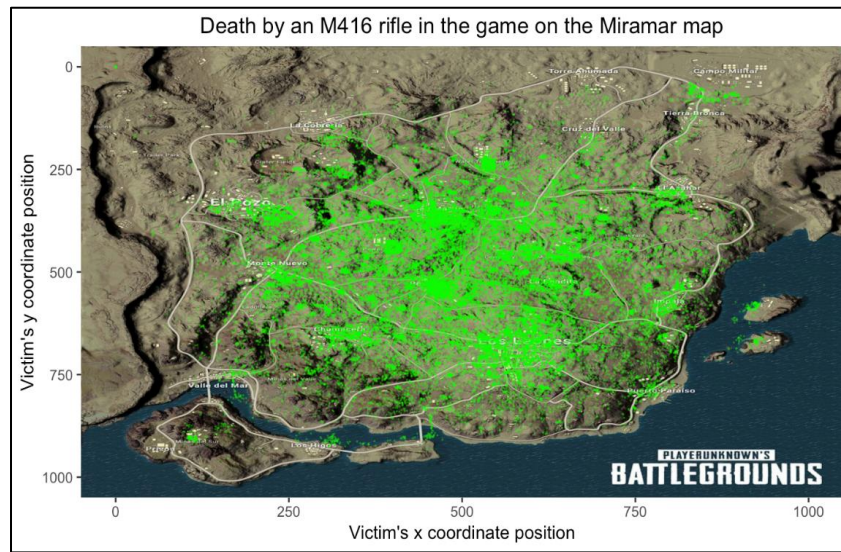 Death by an M416 rifle in the game on the Miramar map
0
250
500
750
1000
Victim's y coordinate position
Torre Ahumada
Campo Militar
La Cobreria
Cruz del Valle
Tierra Bronca
El Pozo
El Azahar
Monte Nuevo
Impala
Chumacera
Los Leones
Valle del Mar
Puerto Paraiso
Los Higos
PLAYERUNKNOWN'S
BATTLEGROUNDS
0
250
500
750
1000
Victim's x coordinate position